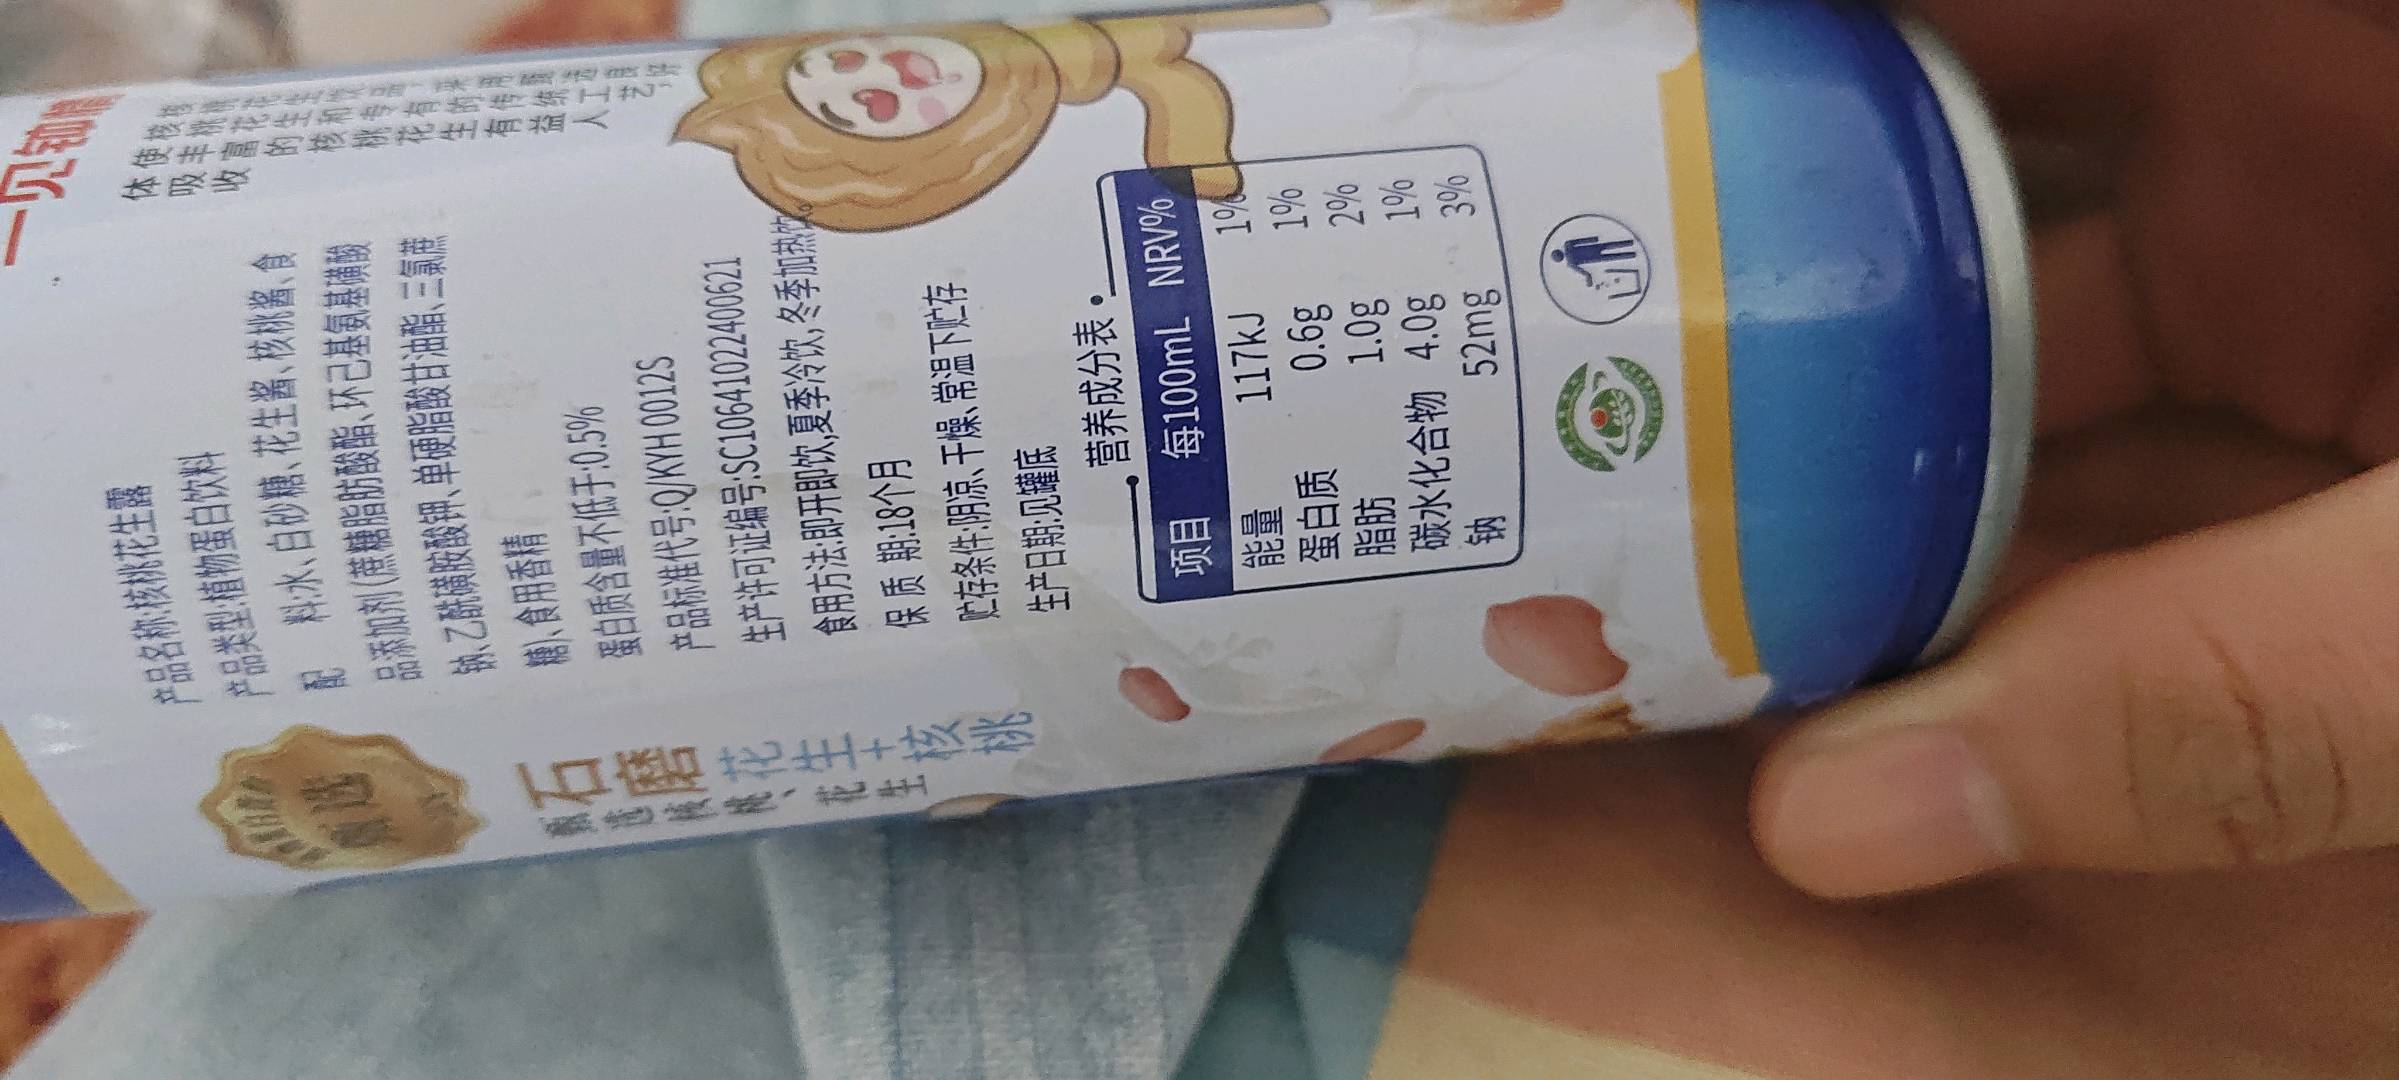 甄选
石磨
花生+核桃
甄选核桃、花生
产品名称:核桃花生露
产品类型:植物蛋白饮料
配 料:水、白砂糖、花生酱、核桃酱、食
品添加剂(蔗糖脂肪酸酯、环己基氨基磺酸
钠、乙酰磺胺酸钾、单硬脂酸甘油酯、三氯蔗
糖)、食用香精
蛋白质含量不低于:0.5%
产品标准代号:Q/KYH 0012S
生产许可证编号:SC10641022400621
食用方法:即开即饮,夏季冷饮,冬季加热饮
保 质 期:18个月
贮存条件:阴凉、干燥、常温下贮存
生产日期:见罐底
营养成分表
项目 每100mL NRV%
能量 117kJ 1%
蛋白质 0.6g 1%
脂肪 1.0g 2%
碳水化合物 4.0g 1%
钠 52mg 3%
一见钟情
使丰富的核桃花生有益人
体吸收